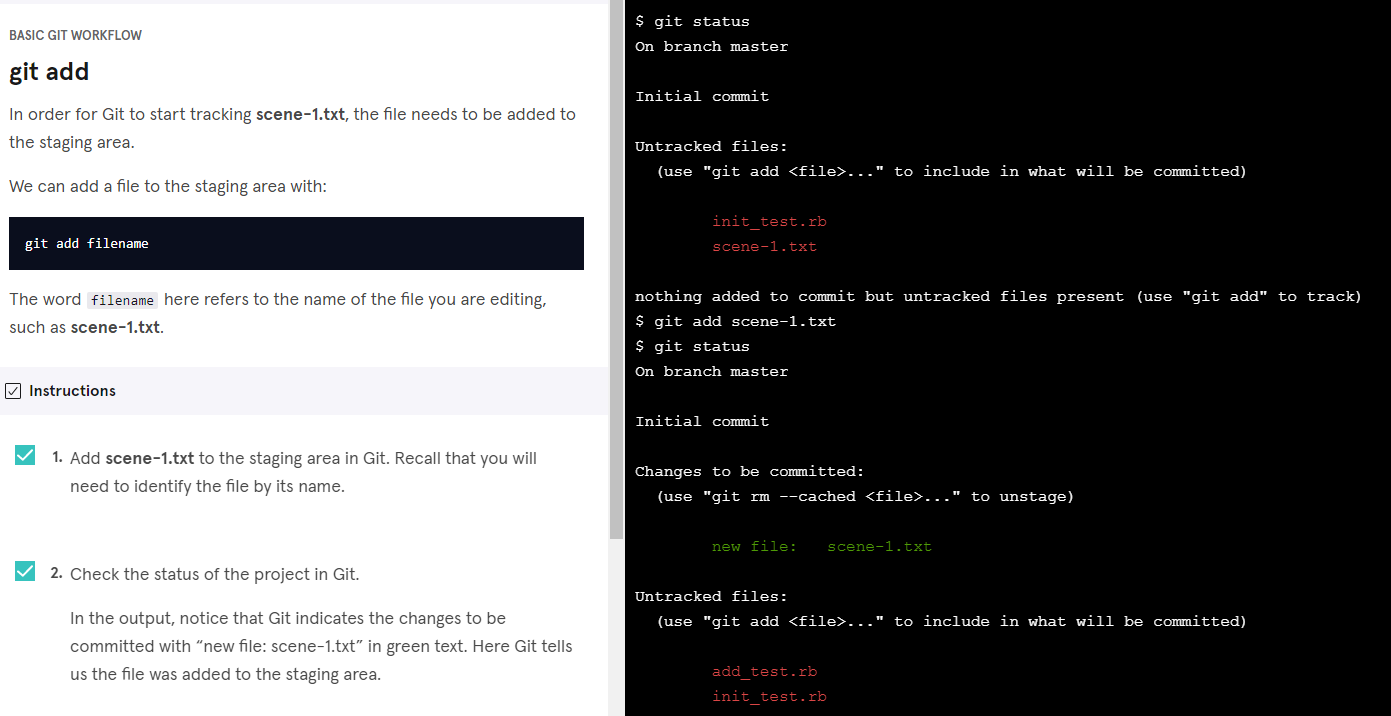 BASIC GIT WORKFLOW
git add
In order for Git to start tracking scene-1.txt, the file needs to be added to
the staging area.
We can add a file to the staging area with:
git add filename
The word filename here refers to the name of the file you are editing,
such as scene-1.txt.
Instructions
1. Add scene-1.txt to the staging area in Git. Recall that you will
need to identify the file by its name.
2. Check the status of the project in Git.
In the output, notice that Git indicates the changes to be
committed with “new file: scene-1.txt” in green text. Here Git tells
us the file was added to the staging area.
$ git status
On branch master
Initial commit
Untracked files:
(use "git add <file>..." to include in what will be committed)
init_test.rb
scene-1.txt
nothing added to commit but untracked files present (use "git add" to track)
$ git add scene-1.txt
$ git status
On branch master
Initial commit
Changes to be committed:
(use "git rm --cached <file>..." to unstage)
new file:   scene-1.txt
Untracked files:
(use "git add <file>..." to include in what will be committed)
add_test.rb
init_test.rb